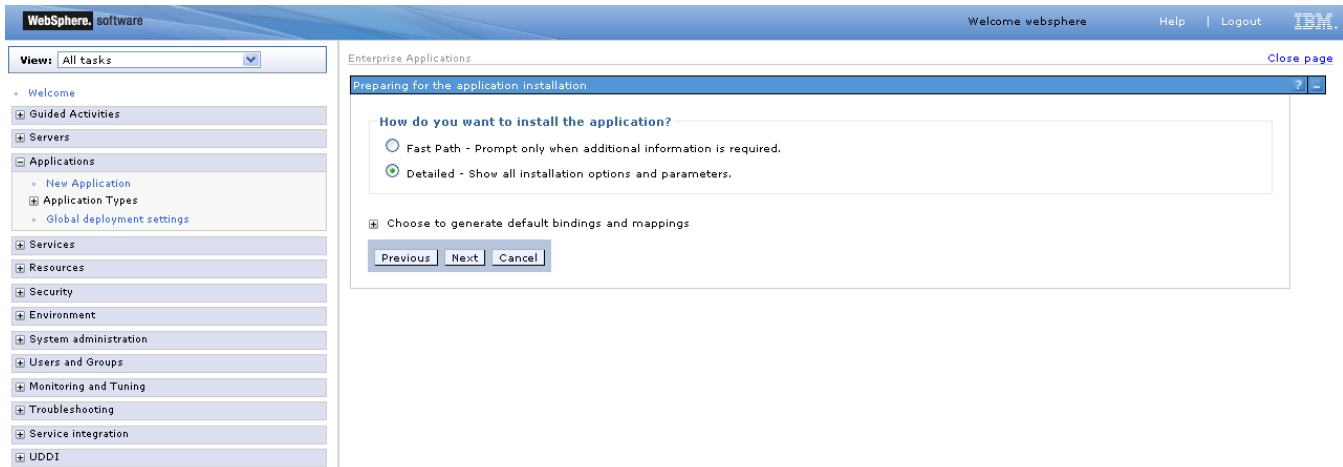 WebSphere. software
Welcome websphere
Help | Logout
IBM.
View: All tasks
Welcome
Guided Activities
Servers
Applications
New Application
Application Types
Global deployment settings
Services
Resources
Security
Environment
System administration
Users and Groups
Monitoring and Tuning
Troubleshooting
Service integration
UDDI
Enterprise Applications
Close page
Preparing for the application installation
? -
How do you want to install the application?
Fast Path - Prompt only when additional information is required.
Detailed - Show all installation options and parameters.
Choose to generate default bindings and mappings
Previous Next Cancel